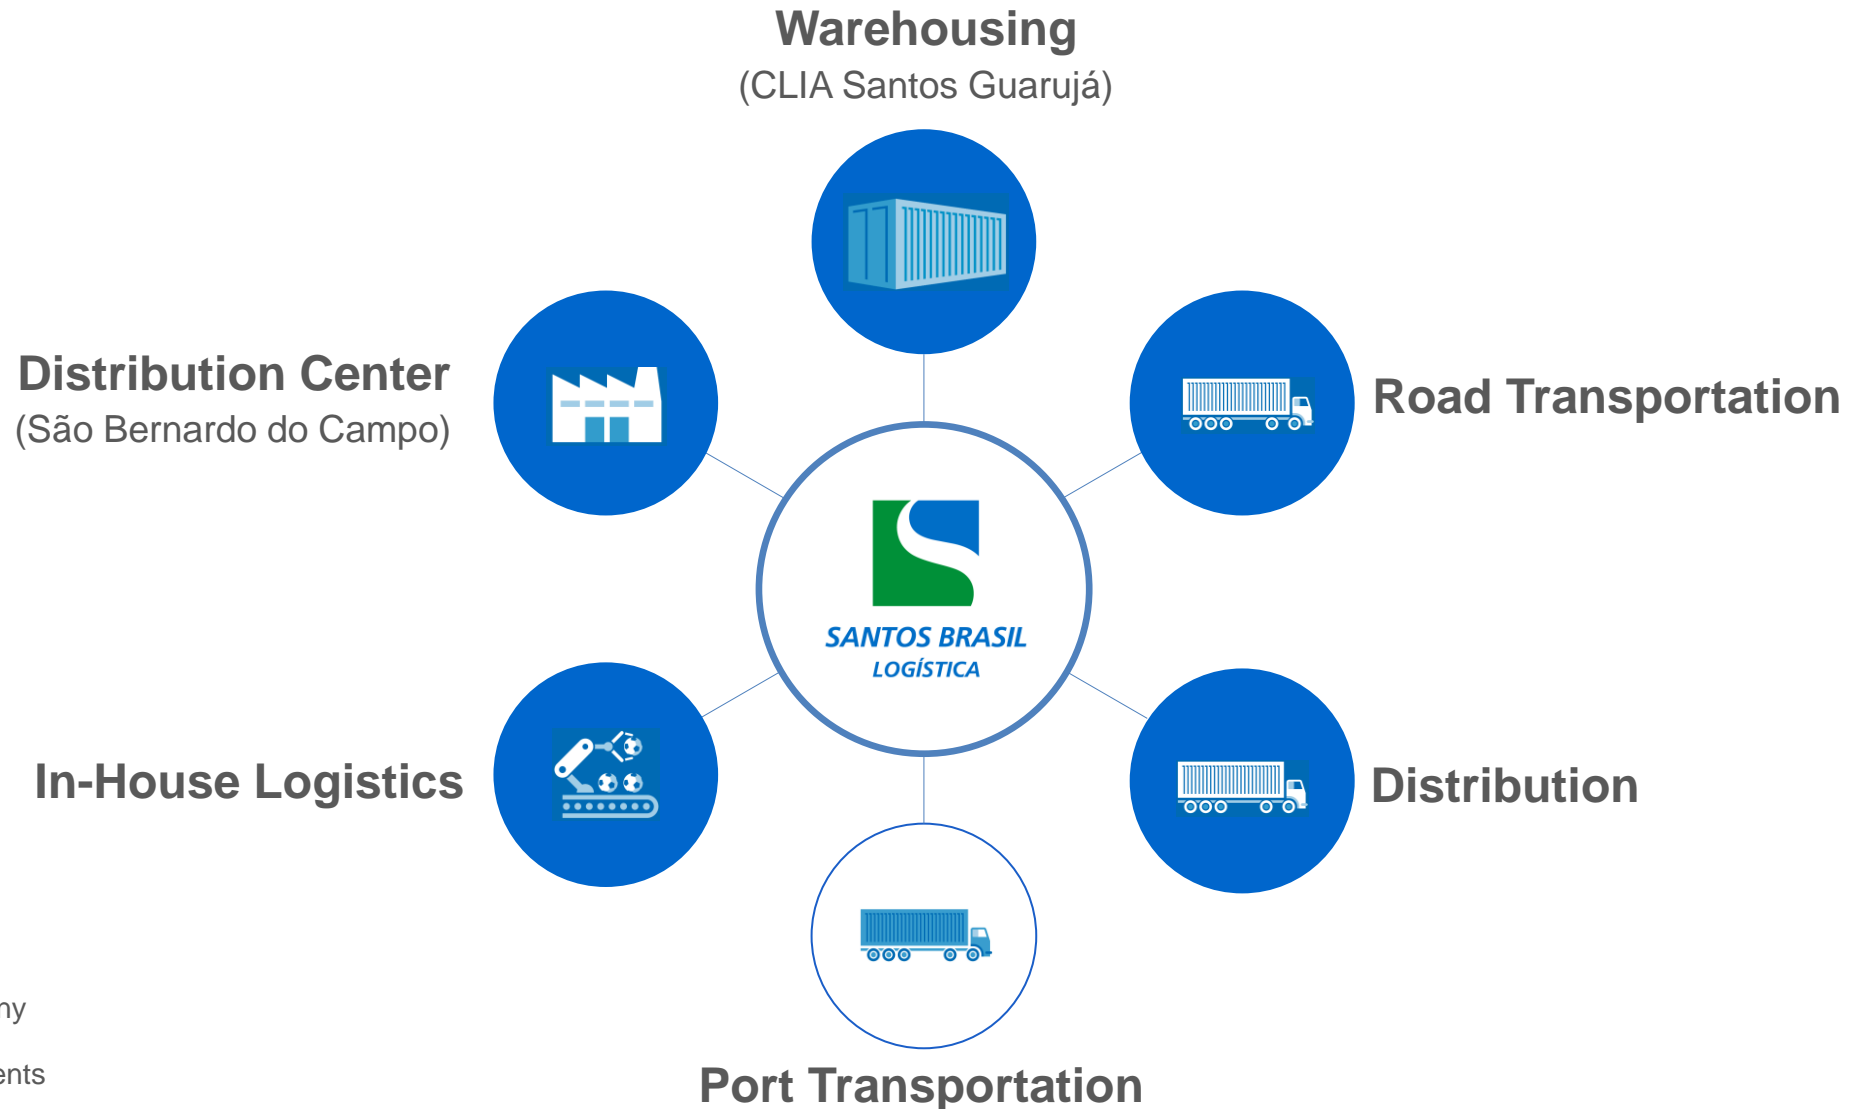 Warehousing
(CLIA Santos Guarujá)
Distribution Center
(São Bernardo do Campo)
Road Transportation
SANTOS BRASIL
LOGÍSTICA
In-House Logistics
Distribution
Port Transportation